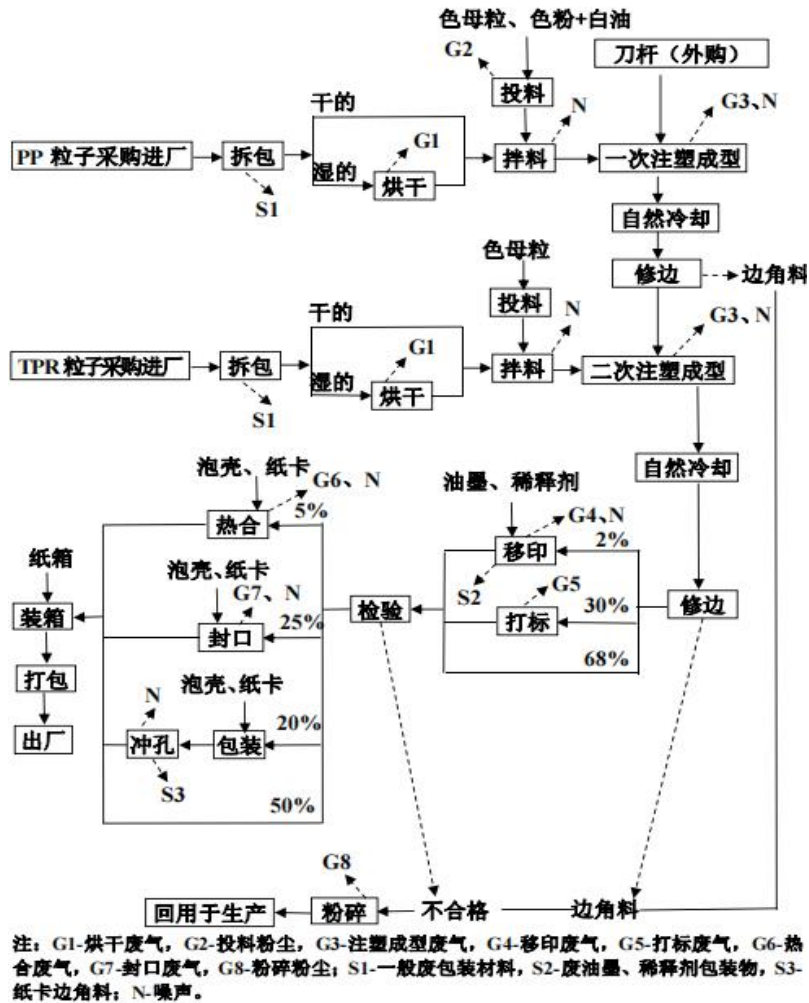 色母粒、色粉+白油
G2
刀杆（外购）
投料
N
G3、N
干的
G1
PP 粒子采购进厂
拆包
湿的
烘干
拌料
一次注塑成型
S1
自然冷却
色母粒
修边
边角料
投料
N
G3、N
干的
G1
TPR 粒子采购进厂
拆包
湿的
烘干
拌料
二次注塑成型
S1
泡壳、纸卡
G6、N
油墨、稀释剂
自然冷却
热合
5%
G4、N
移印
2%
纸箱
泡壳、纸卡
G7、N
S2
G5
装箱
封口
25%
检验
打标
30%
修边
68%
打包
N
泡壳、纸卡
出厂
冲孔
包装
20%
S3
50%
G8
回用于生产
粉碎
不合格
边角料
注：G1-烘干废气，G2-投料粉尘，G3-注塑成型废气，G4-移印废气，G5-打标废气，G6-热
合废气，G7-封口废气，G8-粉碎粉尘；S1-一般废包装材料，S2-废油墨、稀释剂包装物，S3-
纸卡边角料；N-噪声。